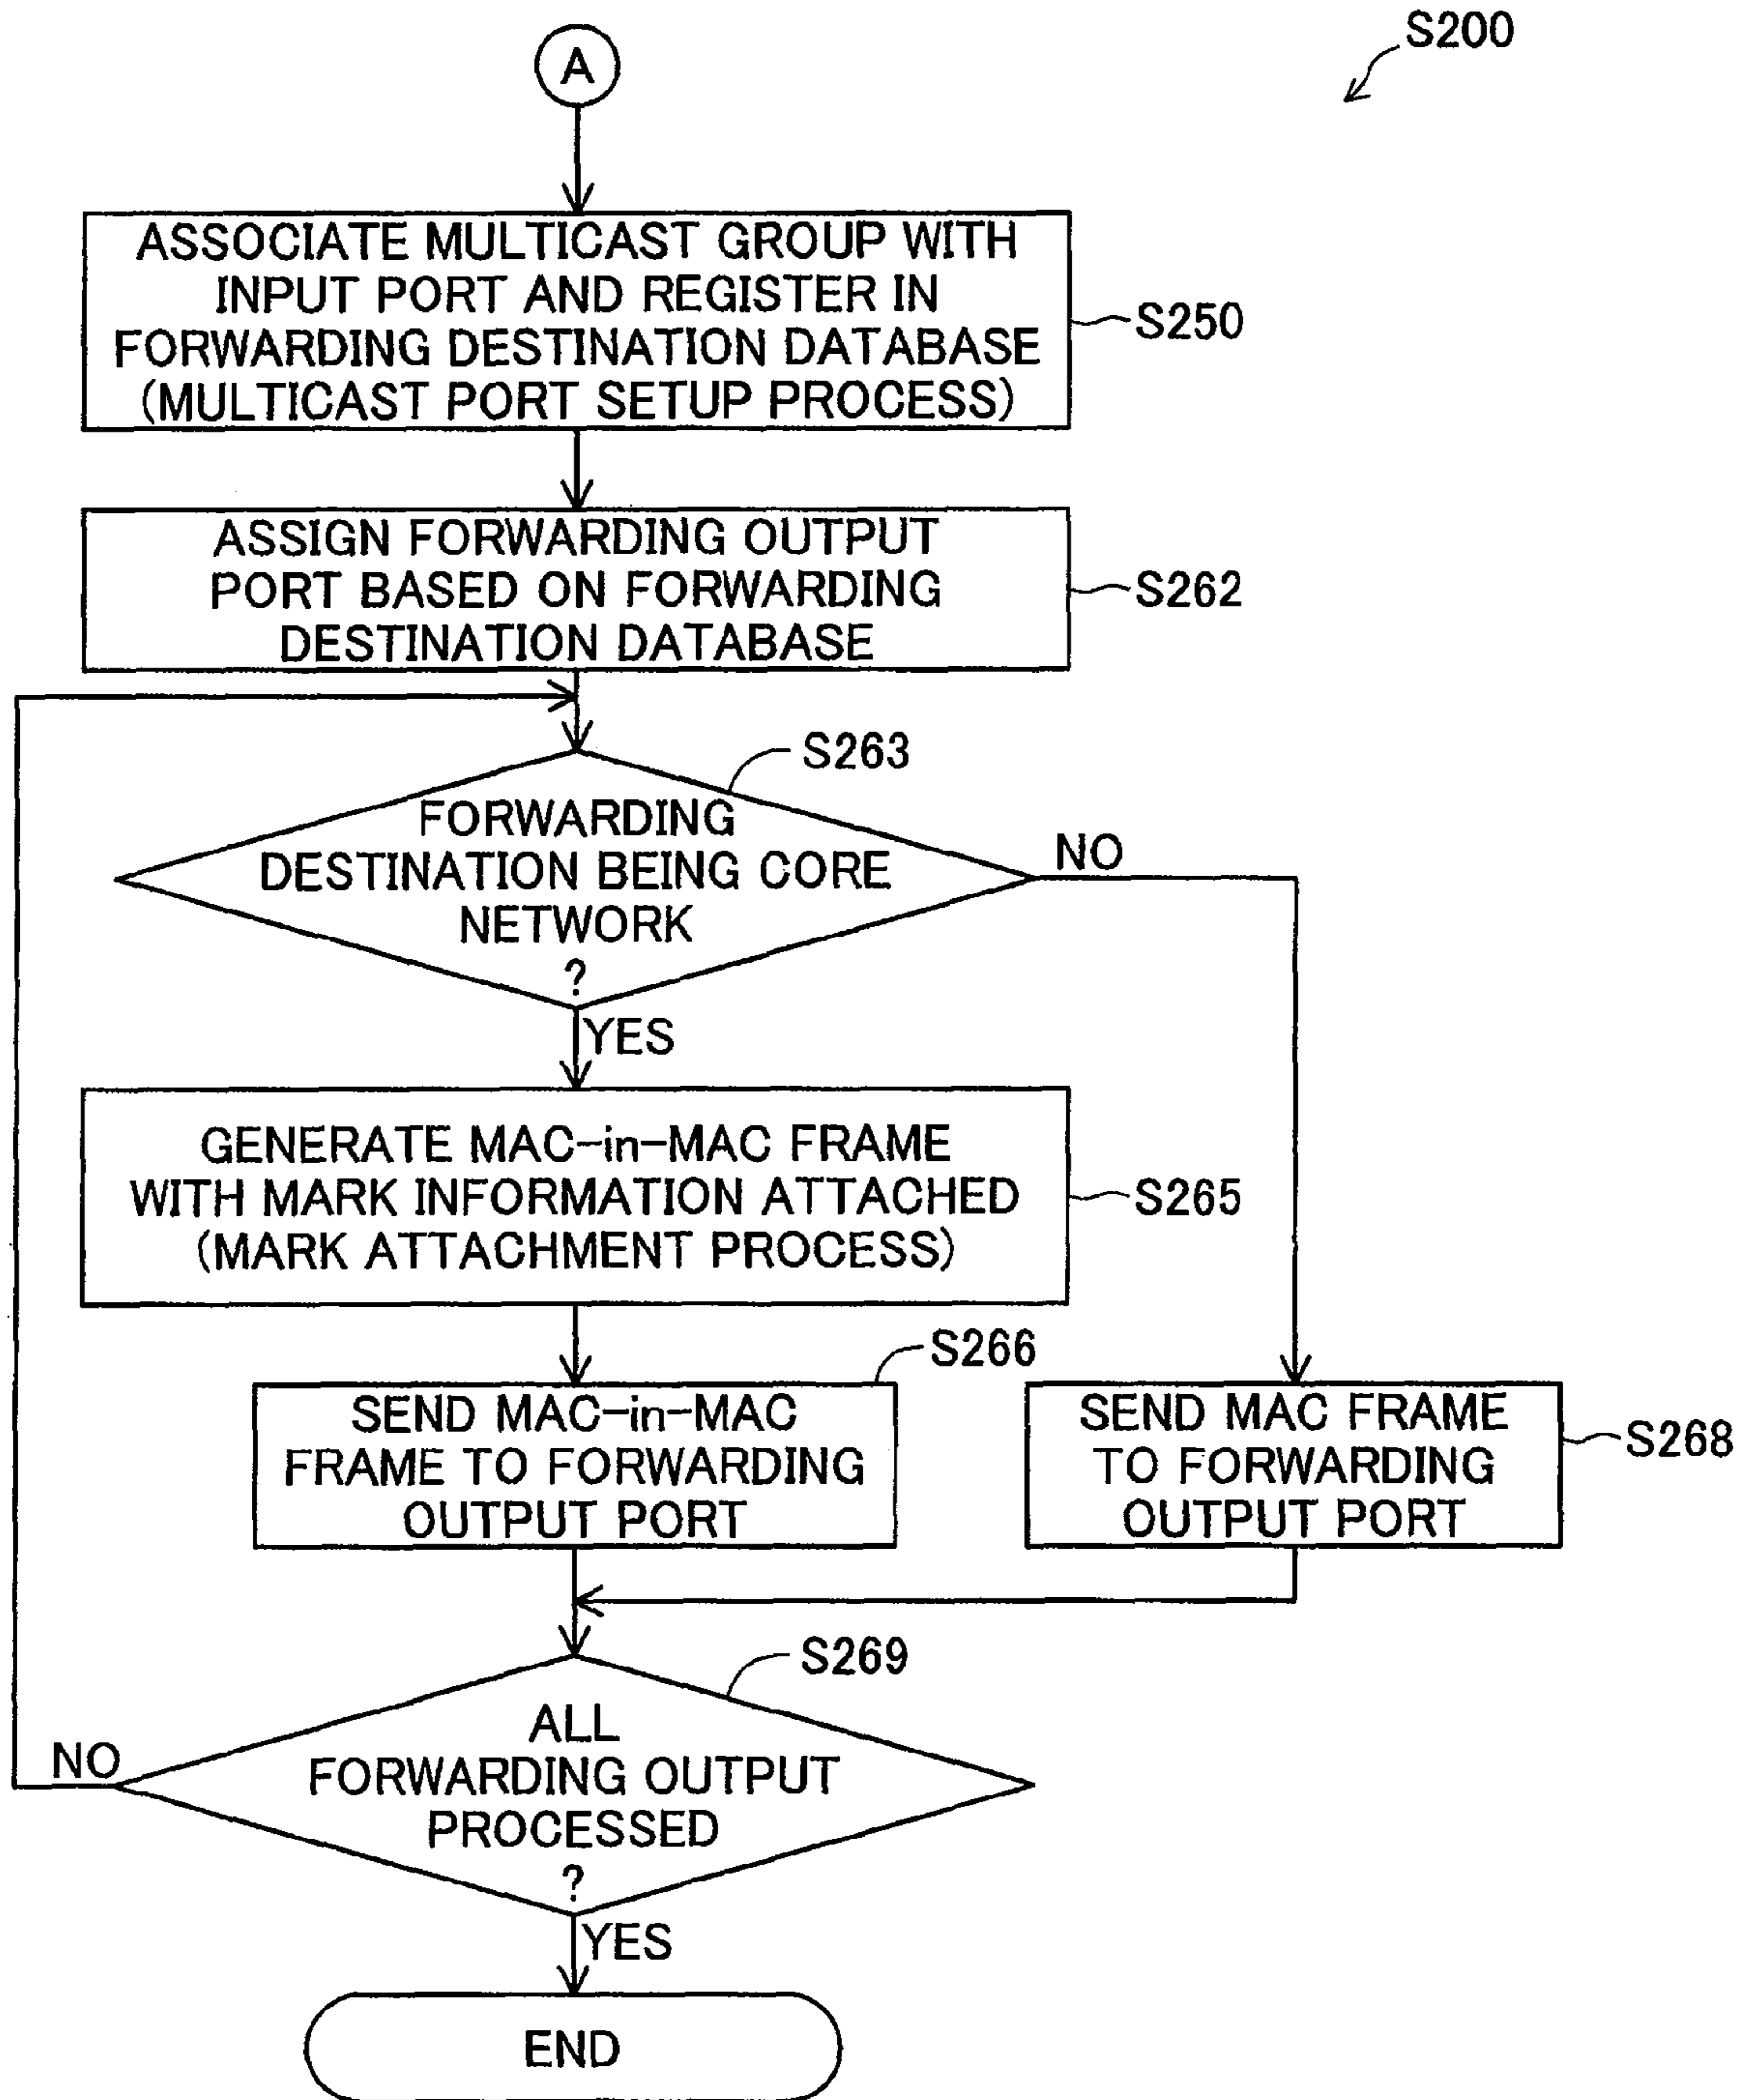 S200
A
ASSOCIATE MULTICAST GROUP WITH
INPUT PORT AND REGISTER IN
FORWARDING DESTINATION DATABASE
(MULTICAST PORT SETUP PROCESS)
S250
ASSIGN FORWARDING OUTPUT
PORT BASED ON FORWARDING
DESTINATION DATABASE
S262
S263
FORWARDING
DESTINATION BEING CORE
NETWORK
?
NO
YES
GENERATE MAC-in-MAC FRAME
WITH MARK INFORMATION ATTACHED
(MARK ATTACHMENT PROCESS)
S265
S266
SEND MAC-in-MAC
FRAME TO FORWARDING
OUTPUT PORT
SEND MAC FRAME
TO FORWARDING
OUTPUT PORT
S268
S269
ALL
FORWARDING OUTPUT
PROCESSED
?
NO
YES
END